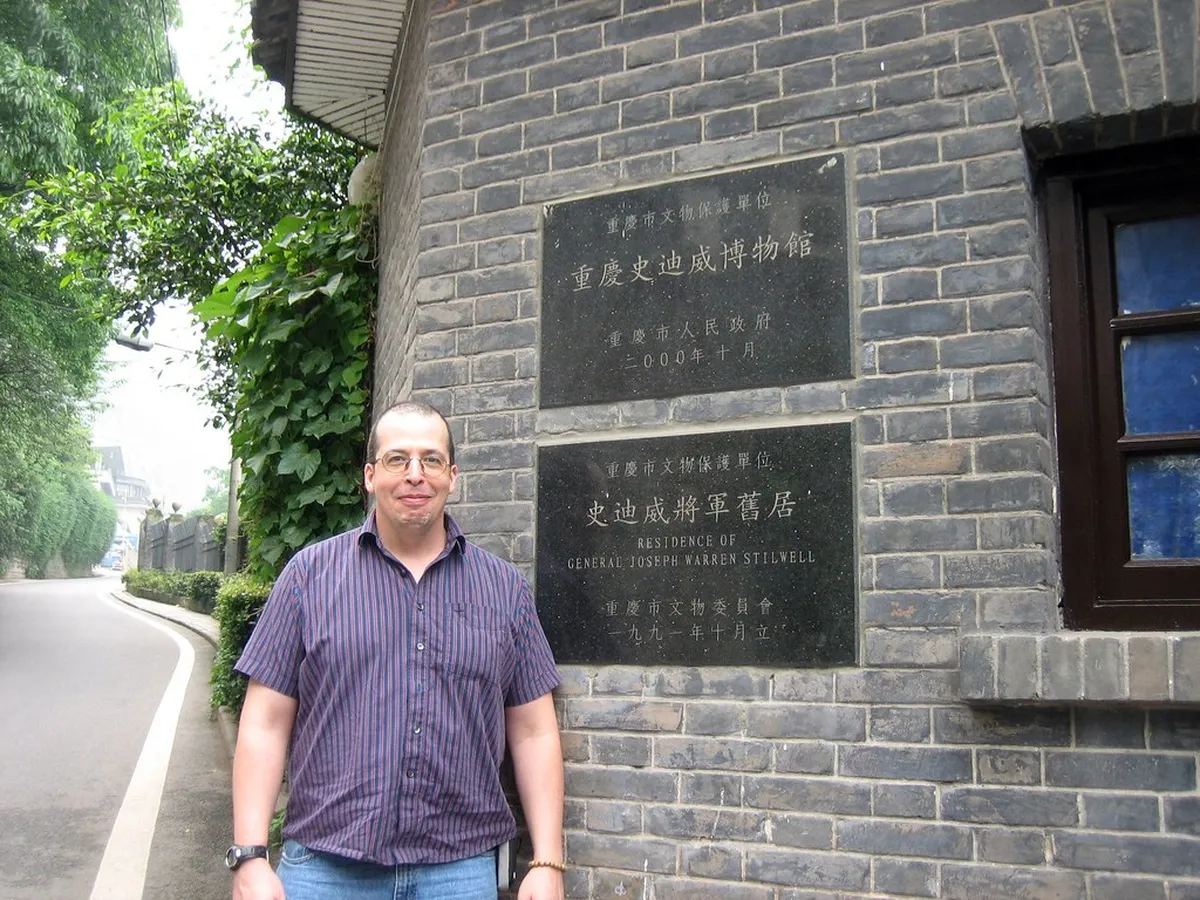 重慶市文物保護單位
重慶史迪威博物館
重慶市人民政府
二000年十月
重慶市文物保護單位
史迪威將軍舊居
RESIDENCE OF
GENERAL JOSEPH WARREN STILWELL
重慶市文物委員會
一九九一年十月立